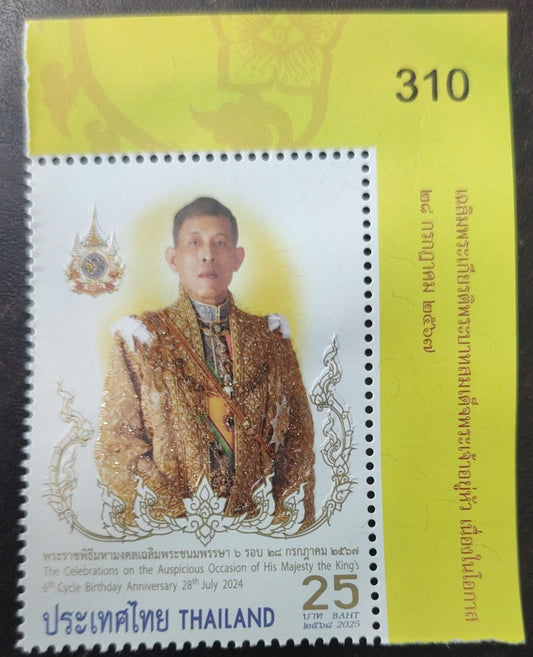 310
เฉลิมพระเกียรติพระบาทสมเด็จพระเจ้าอยู่หัว เนื่องในโอกาส
๒๘ กรกฎาคม ๒๕๖๗
พระราชพิธีมหามงคลเฉลิมพระชนมพรรษา ๖ รอบ ๒๘ กรกฎาคม ๒๕๖๗
The Celebrations on the Auspicious Occasion of His Majesty the King's
6th Cycle Birthday Anniversary 28th July 2024
25
บาท BAHT
๒๕๖๘ 2025
ประเทศไทย THAILAND